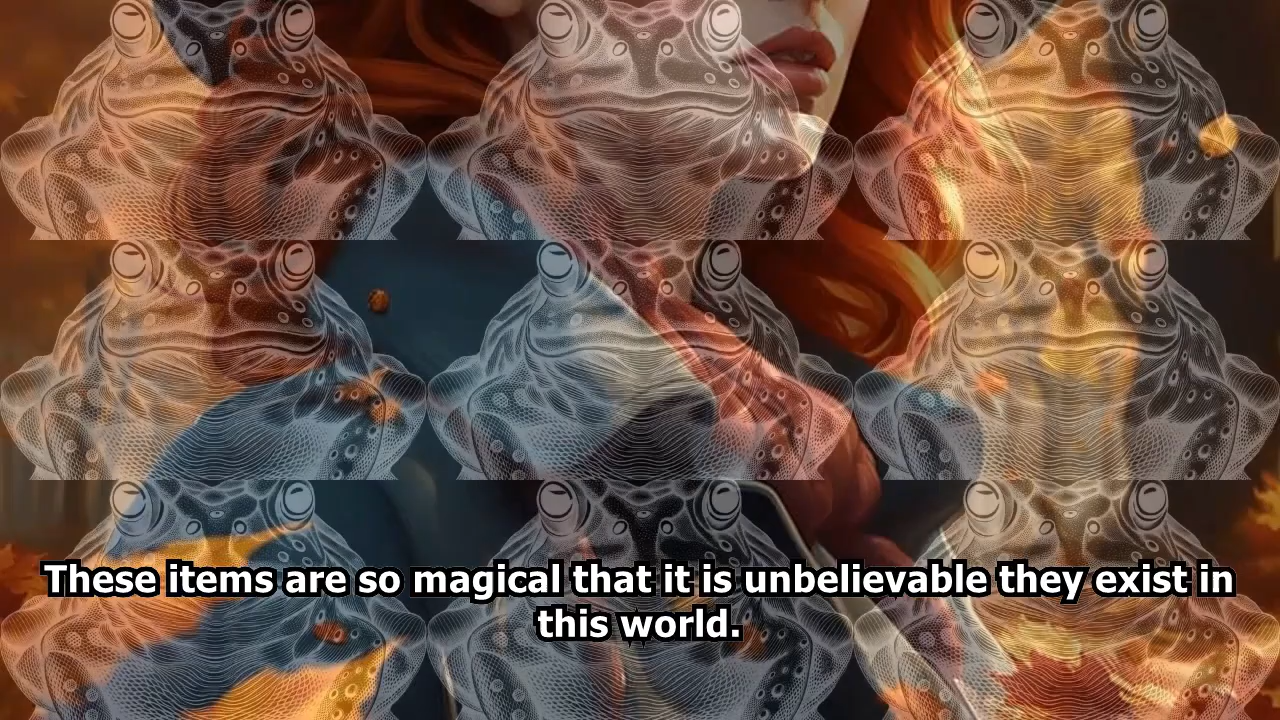 These items are so magical that it is unbelievable they exist in
this world.